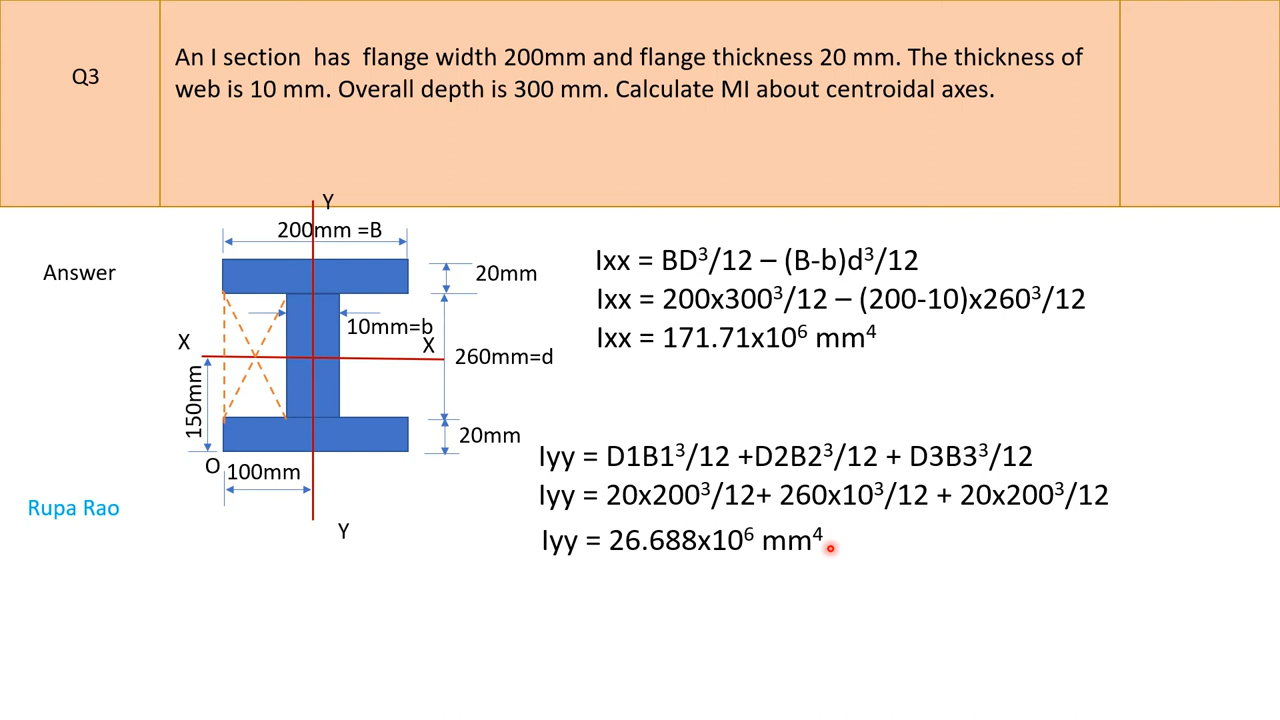 Q3
An I section has flange width 200mm and flange thickness 20 mm. The thickness of
web is 10 mm. Overall depth is 300 mm. Calculate MI about centroidal axes.
Answer
Y
200mm =B
20mm
10mm=b
X
X
260mm=d
150mm
20mm
O
100mm
Y
Ixx = BD³/12 – (B-b)d³/12
Ixx = 200x300³/12 – (200-10)x260³/12
Ixx = 171.71x10⁶ mm⁴
Iyy = D1B1³/12 +D2B2³/12 + D3B3³/12
Iyy = 20x200³/12+ 260x10³/12 + 20x200³/12
Iyy = 26.688x10⁶ mm⁴
Rupa Rao